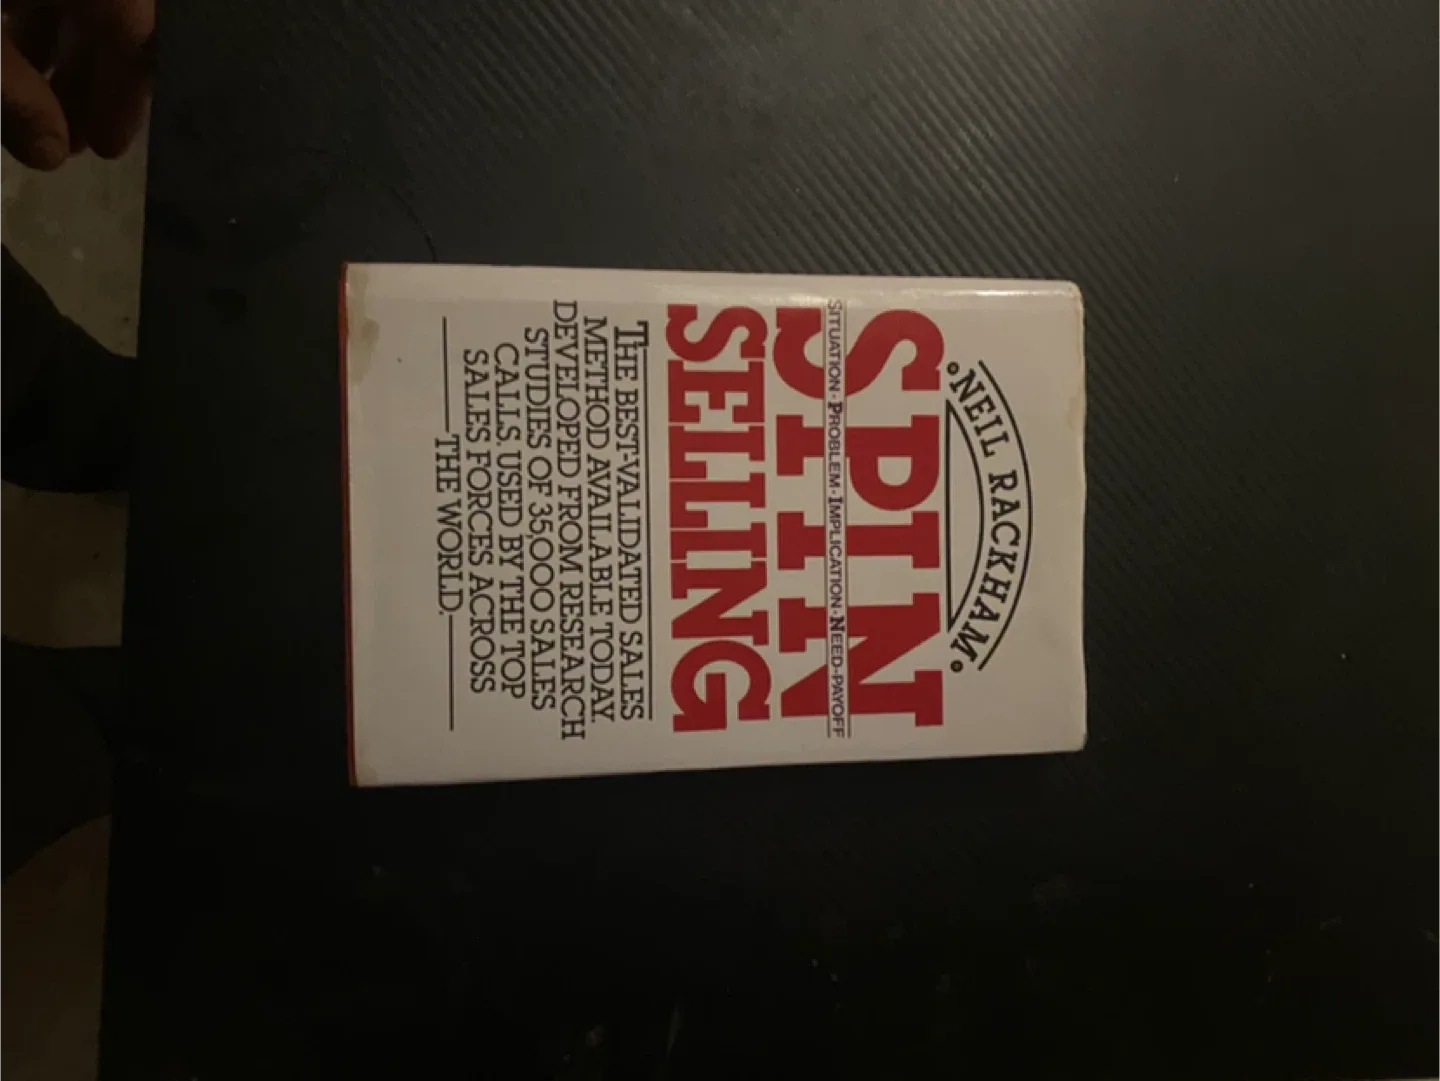 NEIL RACKHAM
SPIN
SITUATION · PROBLEM · IMPLICATION · NEED-PAYOFF
SELLING
THE BEST-VALIDATED SALES
METHOD AVAILABLE TODAY.
DEVELOPED FROM RESEARCH
STUDIES OF 35,000 SALES
CALLS. USED BY THE TOP
SALES FORCES ACROSS
THE WORLD.